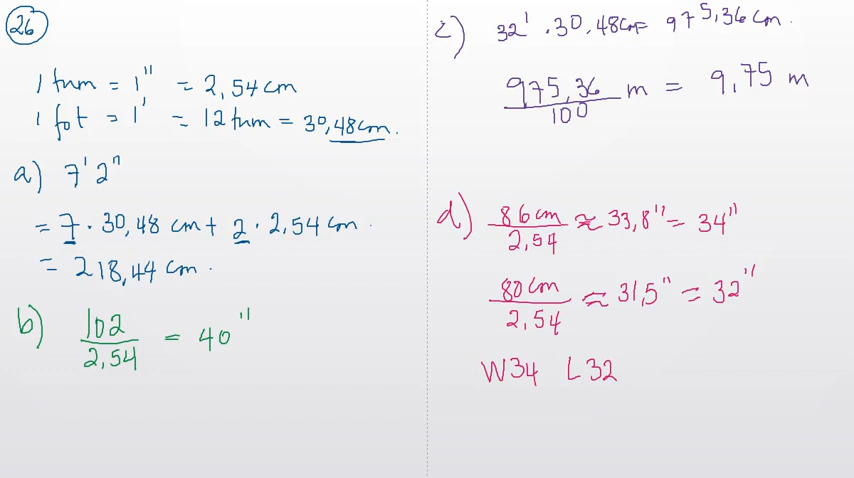 26
1 tum = 1" = 2,54 cm
1 fot = 1' = 12 tum = 30,48 cm.
a) 7' 2"
= 7 · 30,48 cm + 2 · 2,54 cm.
= 218,44 cm.
b) 102/2,54 = 40"
c) 32' · 30,48 cm = 975,36 cm.
975,36/100 m = 9,75 m
d) 86 cm/2,54 ≈ 33,8" = 34"
80 cm/2,54 ≈ 31,5" = 32"
W34 L32